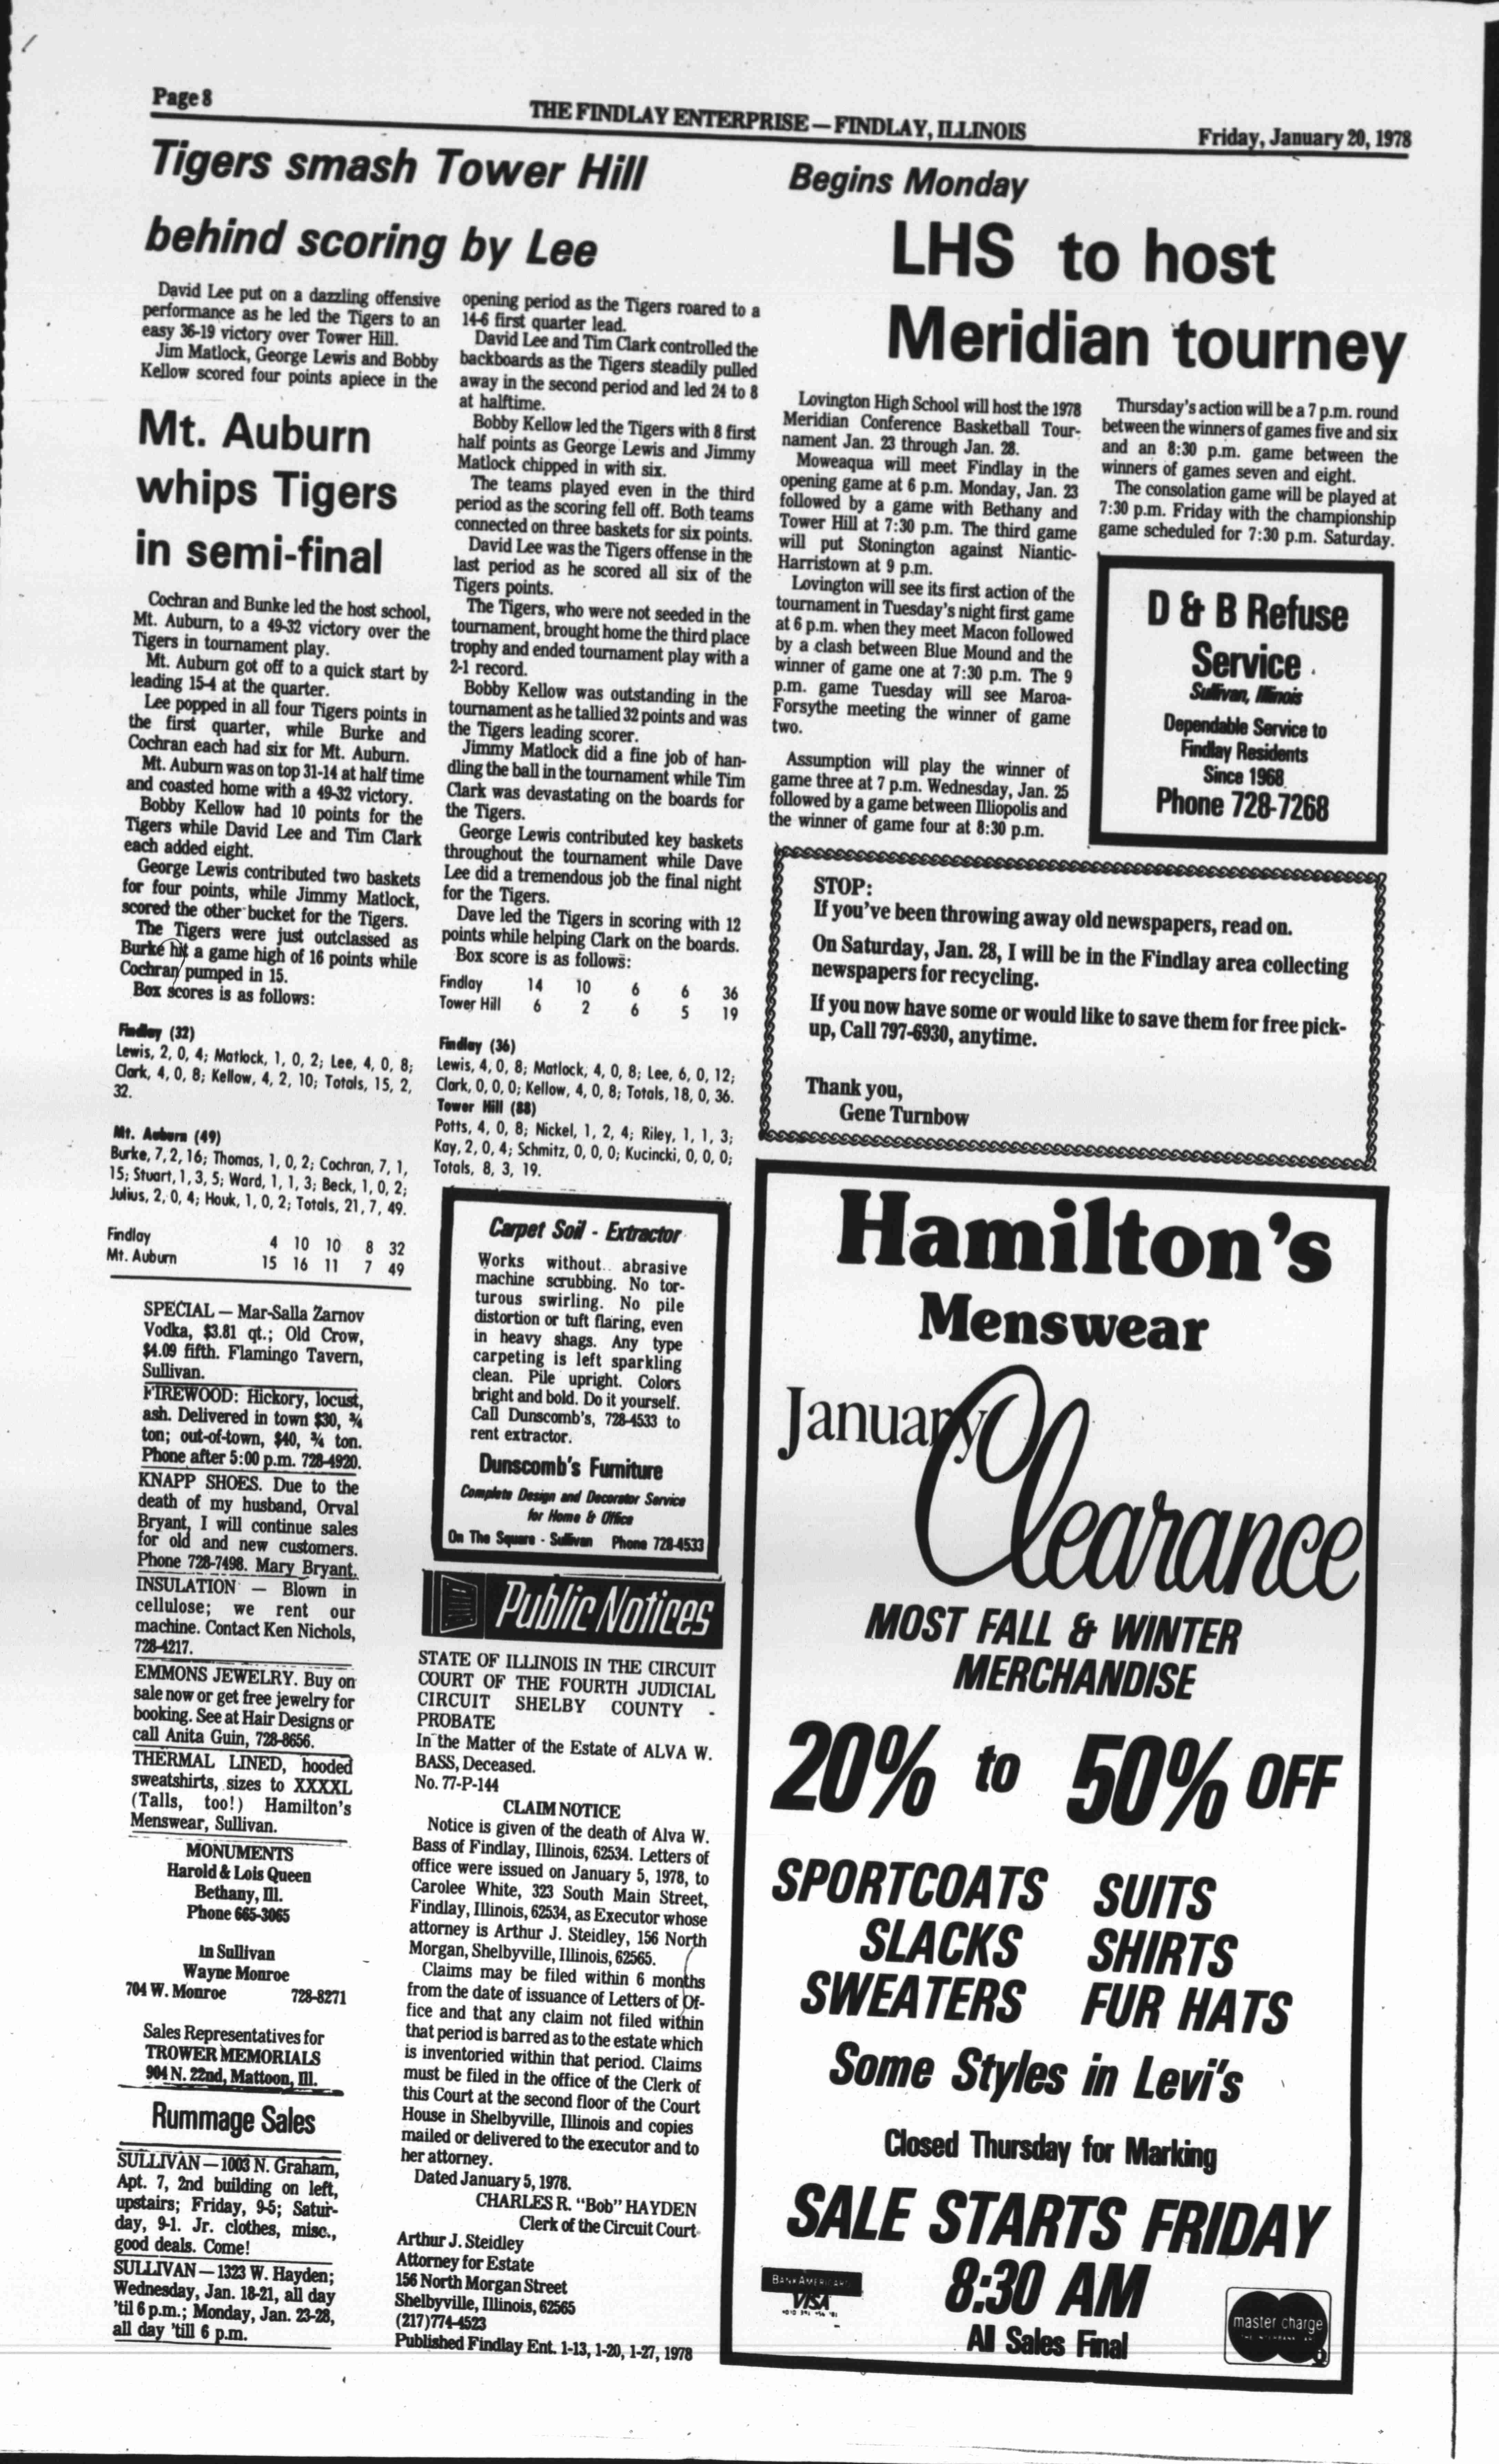 Page 8
THE FINDLAY ENTERPRISE — FINDLAY, ILLINOIS
Friday, January 20, 1978
Tigers smash Tower Hill
behind scoring by Lee
David Lee put on a dazzling offensive
performance as he led the Tigers to an
easy 36-19 victory over Tower Hill.
Jim Matlock, George Lewis and Bobby
Kellow scored four points apiece in the
opening period as the Tigers roared to a
14-6 first quarter lead.
David Lee and Tim Clark controlled the
backboards as the Tigers steadily pulled
away in the second period and led 24 to 8
at halftime.
Bobby Kellow led the Tigers with 8 first
half points as George Lewis and Jimmy
Matlock chipped in with six.
The teams played even in the third
period as the scoring fell off. Both teams
connected on three baskets for six points.
David Lee was the Tigers offense in the
last period as he scored all six of the
Tigers points.
The Tigers, who were not seeded in the
tournament, brought home the third place
trophy and ended tournament play with a
2-1 record.
Bobby Kellow was outstanding in the
tournament as he tallied 32 points and was
the Tigers leading scorer.
Jimmy Matlock did a fine job of han-
dling the ball in the tournament while Tim
Clark was devastating on the boards for
the Tigers.
George Lewis contributed key baskets
throughout the tournament while Dave
Lee did a tremendous job the final night
for the Tigers.
Dave led the Tigers in scoring with 12
points while helping Clark on the boards.
Box score is as follows:
Findlay 14 10 6 6 36
Tower Hill 6 2 6 5 19
Findlay (36)
Lewis, 4, 0, 8; Matlock, 4, 0, 8; Lee, 6, 0, 12;
Clark, 0, 0, 0; Kellow, 4, 0, 8; Totals, 18, 0, 36.
Tower Hill (88)
Potts, 4, 0, 8; Nickel, 1, 2, 4; Riley, 1, 1, 3;
Kay, 2, 0, 4; Schmitz, 0, 0, 0; Kucincki, 0, 0, 0;
Totals, 8, 3, 19.
Mt. Auburn
whips Tigers
in semi-final
Cochran and Bunke led the host school,
Mt. Auburn, to a 49-32 victory over the
Tigers in tournament play.
Mt. Auburn got off to a quick start by
leading 15-4 at the quarter.
Lee popped in all four Tigers points in
the first quarter, while Burke and
Cochran each had six for Mt. Auburn.
Mt. Auburn was on top 31-14 at half time
and coasted home with a 49-32 victory.
Bobby Kellow had 10 points for the
Tigers while David Lee and Tim Clark
each added eight.
George Lewis contributed two baskets
for four points, while Jimmy Matlock,
scored the other bucket for the Tigers.
The Tigers were just outclassed as
Burke hit a game high of 16 points while
Cochran pumped in 15.
Box scores is as follows:
Findlay (32)
Lewis, 2, 0, 4; Matlock, 1, 0, 2; Lee, 4, 0, 8;
Clark, 4, 0, 8; Kellow, 4, 2, 10; Totals, 15, 2,
32.
Mt. Auburn (49)
Burke, 7, 2, 16; Thomas, 1, 0, 2; Cochran, 7, 1,
15; Stuart, 1, 3, 5; Ward, 1, 1, 3; Beck, 1, 0, 2;
Julius, 2, 0, 4; Houk, 1, 0, 2; Totals, 21, 7, 49.
Findlay 4 10 10 8 32
Mt. Auburn 15 16 11 7 49
SPECIAL — Mar-Salla Zarnov
Vodka, $3.81 qt.; Old Crow,
$4.09 fifth. Flamingo Tavern,
Sullivan.
FIREWOOD: Hickory, locust,
ash. Delivered in town $30, ¾
ton; out-of-town, $40, ¾ ton.
Phone after 5:00 p.m. 728-4920.
KNAPP SHOES. Due to the
death of my husband, Orval
Bryant, I will continue sales
for old and new customers.
Phone 728-7498. Mary Bryant.
INSULATION — Blown in
cellulose; we rent our
machine. Contact Ken Nichols,
728-4217.
EMMONS JEWELRY. Buy on
sale now or get free jewelry for
booking. See at Hair Designs or
call Anita Guin, 728-8656.
THERMAL LINED, hooded
sweatshirts, sizes to XXXXL
(Talls, too!) Hamilton's
Menswear, Sullivan.
MONUMENTS
Harold & Lois Queen
Bethany, Ill.
Phone 665-3065
in Sullivan
Wayne Monroe
704 W. Monroe 728-8271
Sales Representatives for
TROWER MEMORIALS
904 N. 22nd, Mattoon, Ill.
Rummage Sales
SULLIVAN — 1003 N. Graham,
Apt. 7, 2nd building on left,
upstairs; Friday, 9-5; Satur-
day, 9-1. Jr. clothes, misc.,
good deals. Come!
SULLIVAN — 1323 W. Hayden;
Wednesday, Jan. 18-21, all day
'til 6 p.m.; Monday, Jan. 23-28,
all day 'till 6 p.m.
Carpet Soil - Extractor
Works without abrasive
machine scrubbing. No tor-
turous swirling. No pile
distortion or tuft flaring, even
in heavy shags. Any type
carpeting is left sparkling
clean. Pile upright. Colors
bright and bold. Do it yourself.
Call Dunscomb's, 728-4533 to
rent extractor.
Dunscomb's Furniture
Complete Design and Decorator Service
for Home & Office
On The Square - Sullivan Phone 728-4533
Public Notices
STATE OF ILLINOIS IN THE CIRCUIT
COURT OF THE FOURTH JUDICIAL
CIRCUIT SHELBY COUNTY -
PROBATE
In the Matter of the Estate of ALVA W.
BASS, Deceased.
No. 77-P-144
CLAIM NOTICE
Notice is given of the death of Alva W.
Bass of Findlay, Illinois, 62534. Letters of
office were issued on January 5, 1978, to
Carolee White, 323 South Main Street,
Findlay, Illinois, 62534, as Executor whose
attorney is Arthur J. Steidley, 156 North
Morgan, Shelbyville, Illinois, 62565.
Claims may be filed within 6 months
from the date of issuance of Letters of Of-
fice and that any claim not filed within
that period is barred as to the estate which
is inventoried within that period. Claims
must be filed in the office of the Clerk of
this Court at the second floor of the Court
House in Shelbyville, Illinois and copies
mailed or delivered to the executor and to
her attorney.
Dated January 5, 1978.
CHARLES R. "Bob" HAYDEN
Clerk of the Circuit Court
Arthur J. Steidley
Attorney for Estate
156 North Morgan Street
Shelbyville, Illinois, 62565
(217)774-4523
Published Findlay Ent. 1-13, 1-20, 1-27, 1978
Begins Monday
LHS to host
Meridian tourney
Lovington High School will host the 1978
Meridian Conference Basketball Tour-
nament Jan. 23 through Jan. 28.
Moweaqua will meet Findlay in the
opening game at 6 p.m. Monday, Jan. 23
followed by a game with Bethany and
Tower Hill at 7:30 p.m. The third game
will put Stonington against Niantic-
Harristown at 9 p.m.
Lovington will see its first action of the
tournament in Tuesday's night first game
at 6 p.m. when they meet Macon followed
by a clash between Blue Mound and the
winner of game one at 7:30 p.m. The 9
p.m. game Tuesday will see Maroa-
Forsythe meeting the winner of game
two.
Assumption will play the winner of
game three at 7 p.m. Wednesday, Jan. 25
followed by a game between Illiopolis and
the winner of game four at 8:30 p.m.
Thursday's action will be a 7 p.m. round
between the winners of games five and six
and an 8:30 p.m. game between the
winners of games seven and eight.
The consolation game will be played at
7:30 p.m. Friday with the championship
game scheduled for 7:30 p.m. Saturday.
D & B Refuse
Service
Sullivan, Illinois
Dependable Service to
Findlay Residents
Since 1968
Phone 728-7268
STOP:
If you've been throwing away old newspapers, read on.
On Saturday, Jan. 28, I will be in the Findlay area collecting
newspapers for recycling.
If you now have some or would like to save them for free pick-
up, Call 797-6930, anytime.
Thank you,
Gene Turnbow
Hamilton's
Menswear
January
Clearance
MOST FALL & WINTER
MERCHANDISE
20% to 50% OFF
SPORTCOATS SUITS
SLACKS SHIRTS
SWEATERS FUR HATS
Some Styles in Levi's
Closed Thursday for Marking
SALE STARTS FRIDAY
8:30 AM
All Sales Final
BANKAMERICARD
VISA
master charge